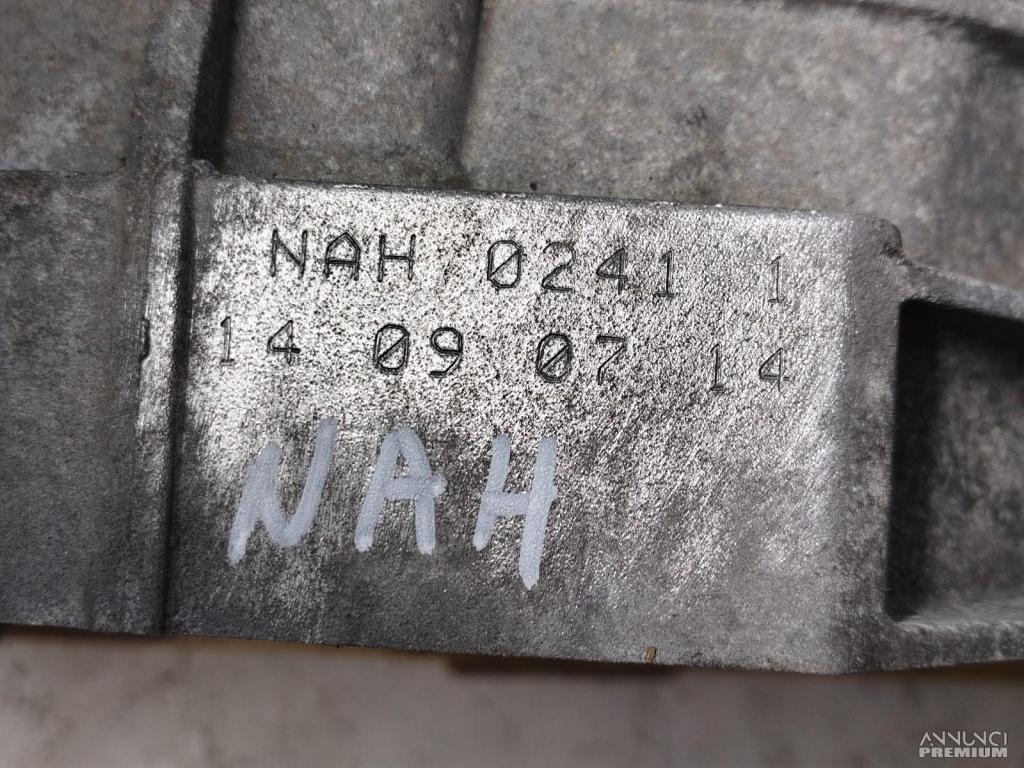 NAH 0241 1
14 09 07 14
NAH
ANNUNCI
PREMIUM